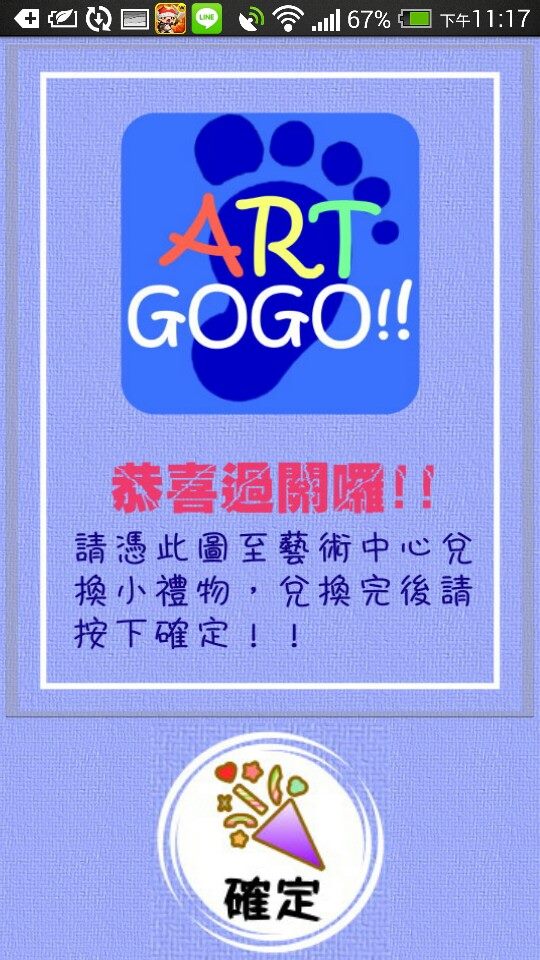 LINE
67%
下午11:17
ART
GOGO!!
恭喜過關囉!!
請憑此圖至藝術中心兌
換小禮物，兌換完後請
按下確定！！
確定